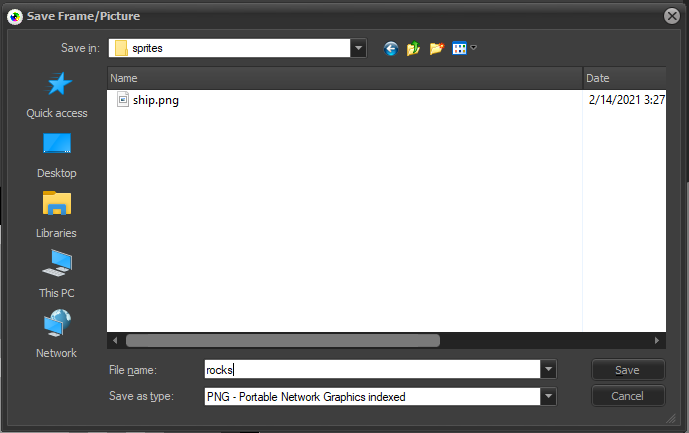 Save Frame/Picture
Save in: sprites
Name Date
ship.png 2/14/2021 3:27
Quick access
Desktop
Libraries
This PC
Network
File name: rocks Save
Save as type: PNG - Portable Network Graphics indexed Cancel